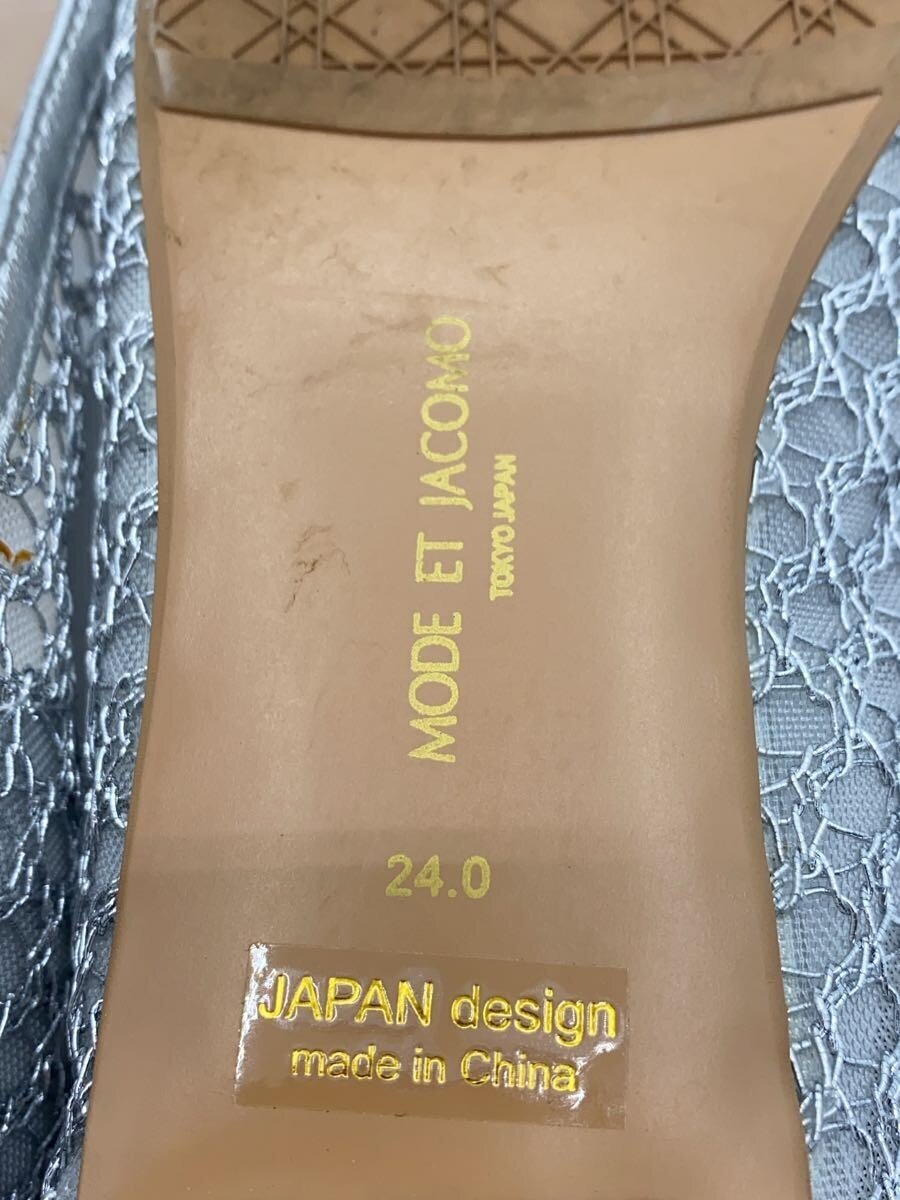 MODE ET JACOMO
TOKYO JAPAN
24.0
JAPAN design
made in China